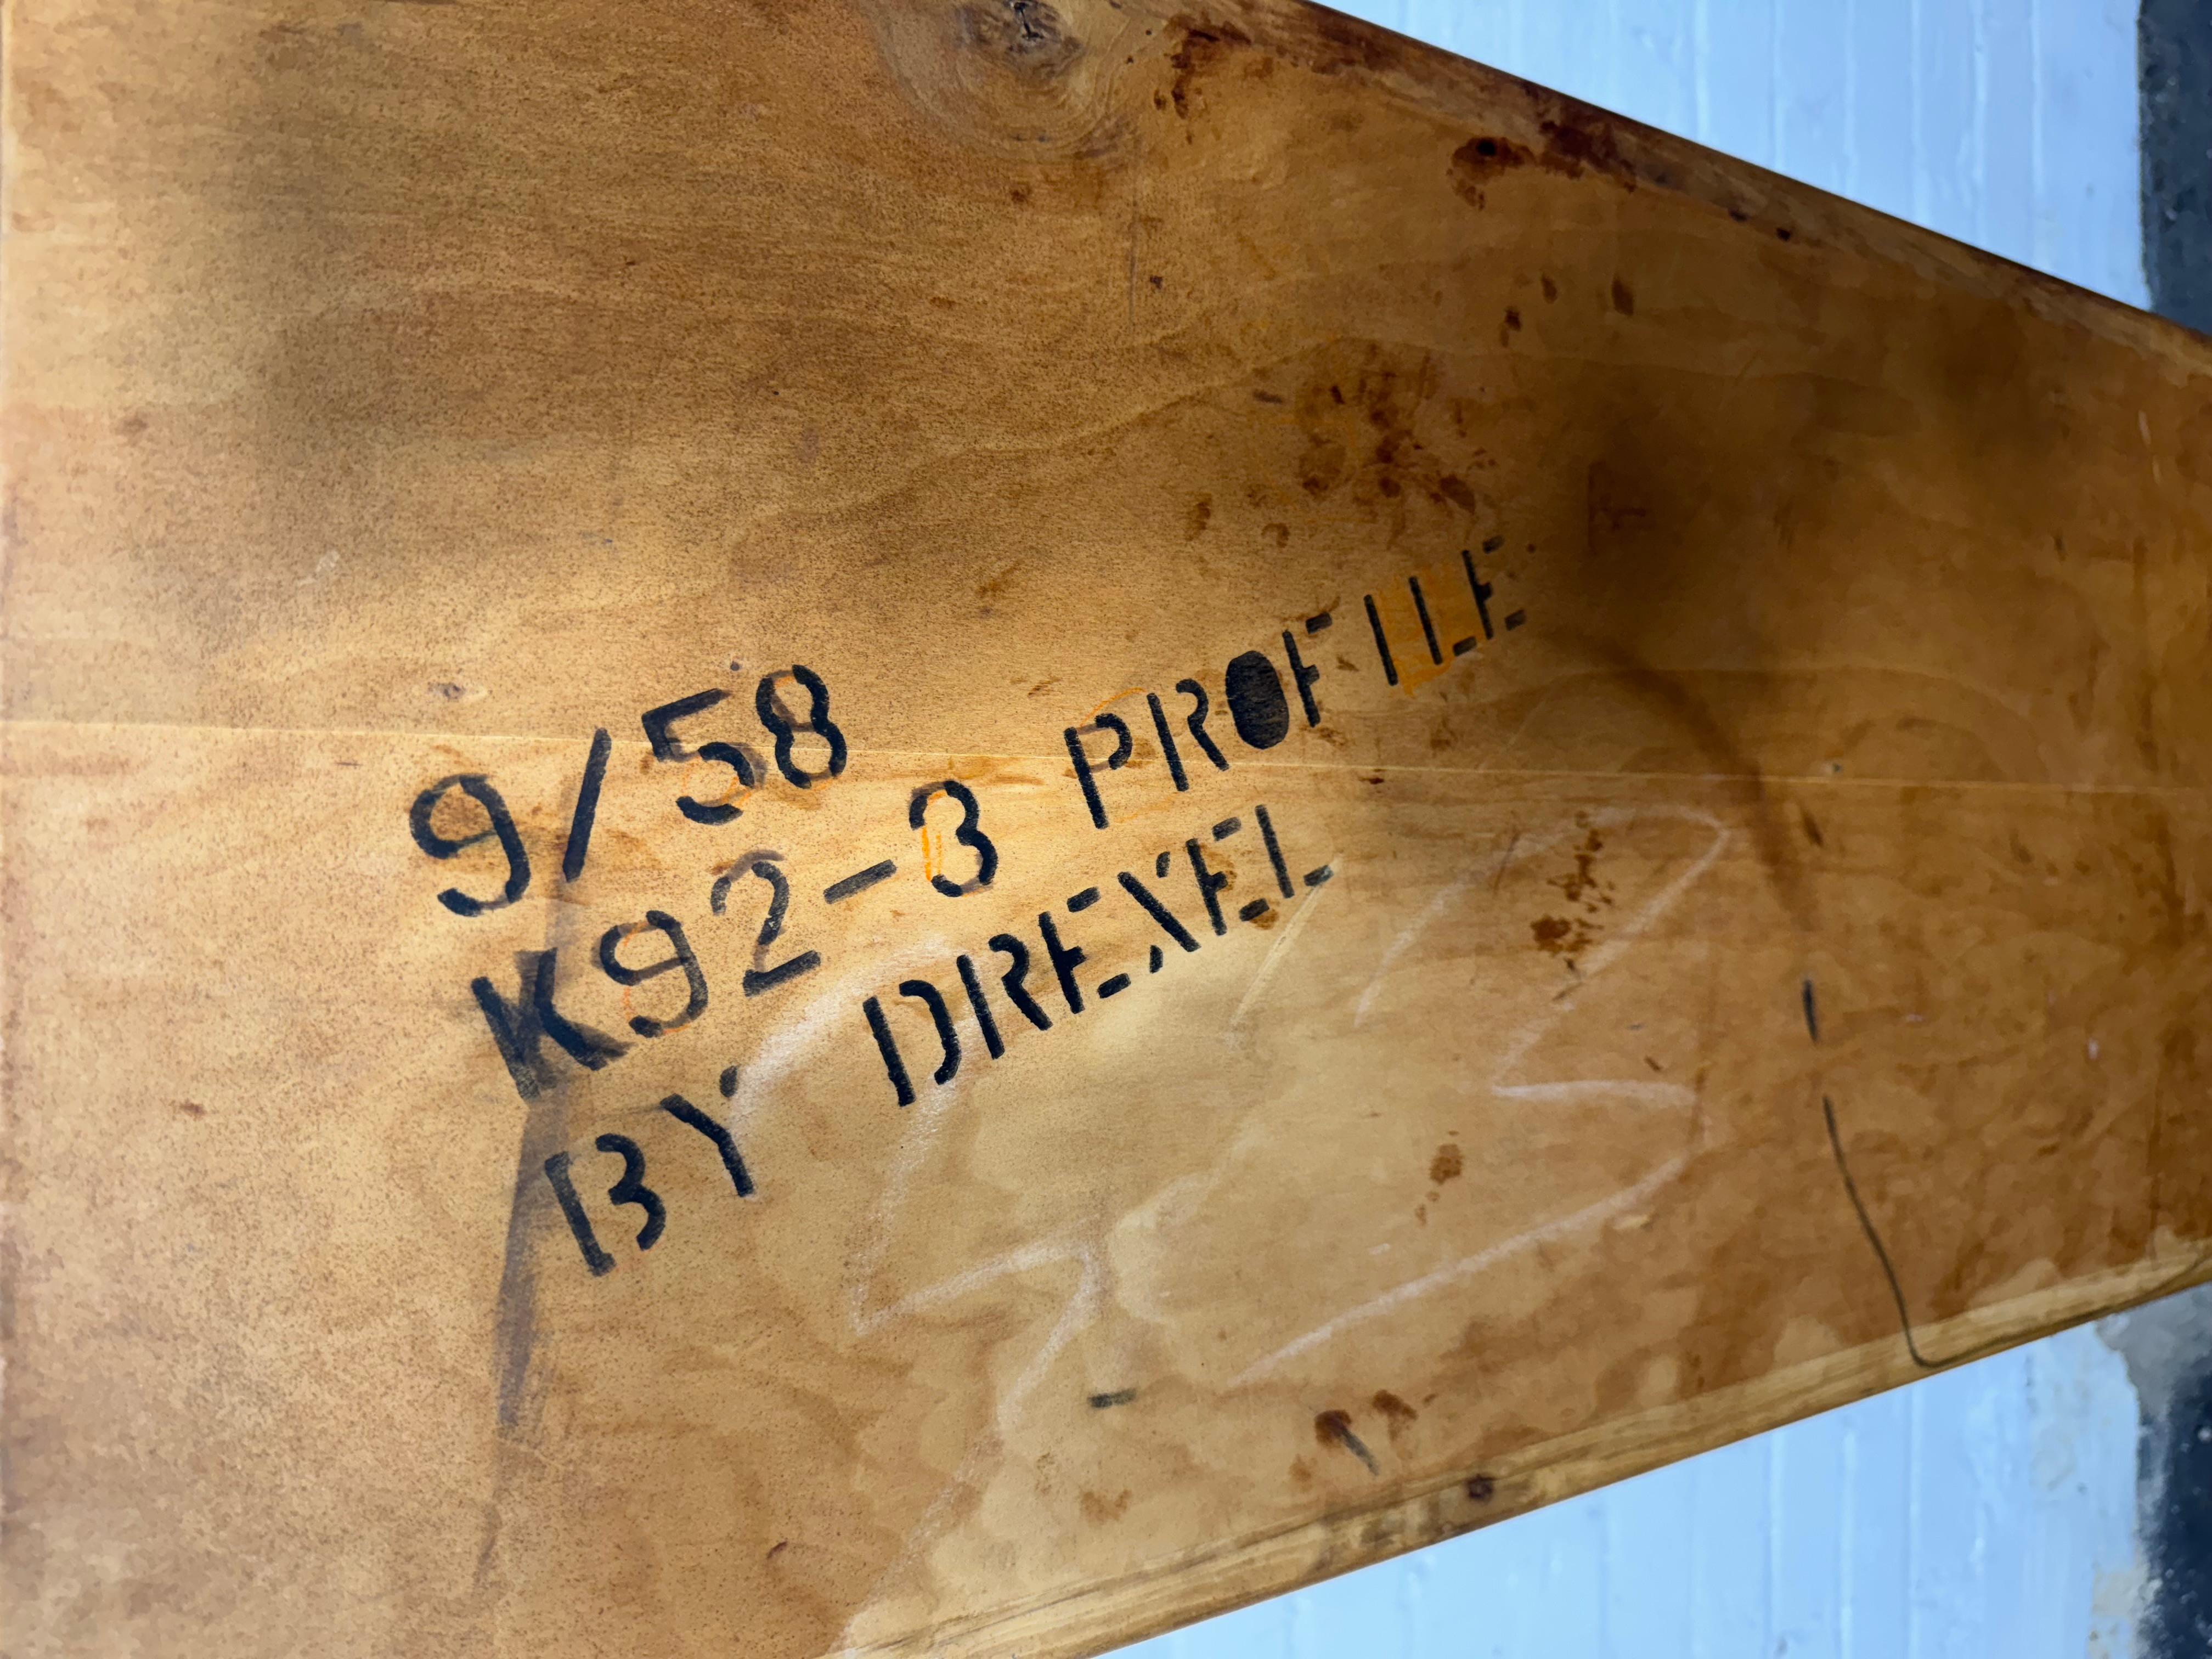 9/58
K92-3 PROFILE
BY DREXEL